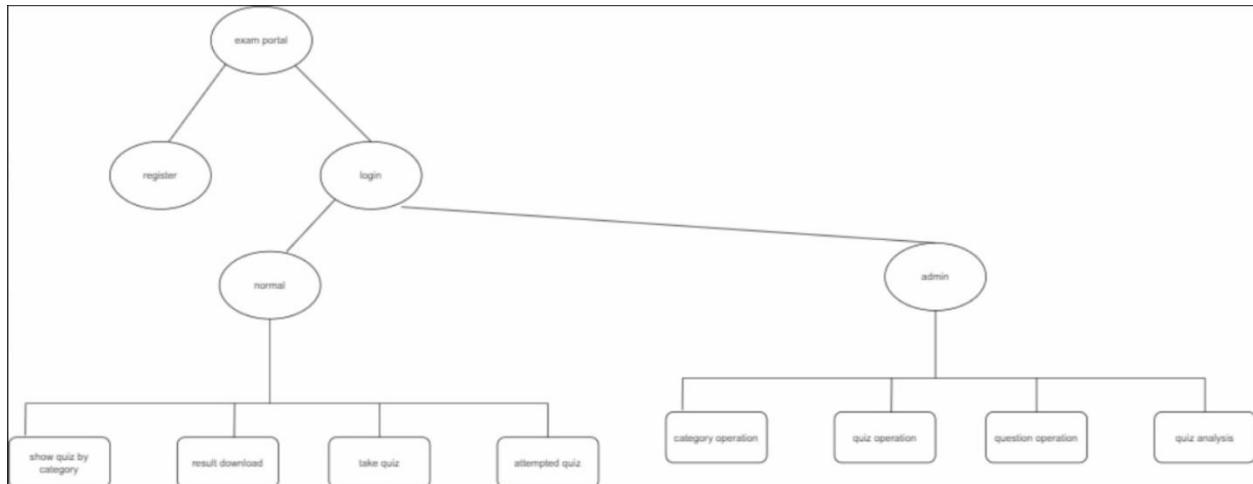 exam portal
register
login
normal
admin
show quiz by
category
result download
take quiz
attempted quiz
category operation
quiz operation
question operation
quiz analysis